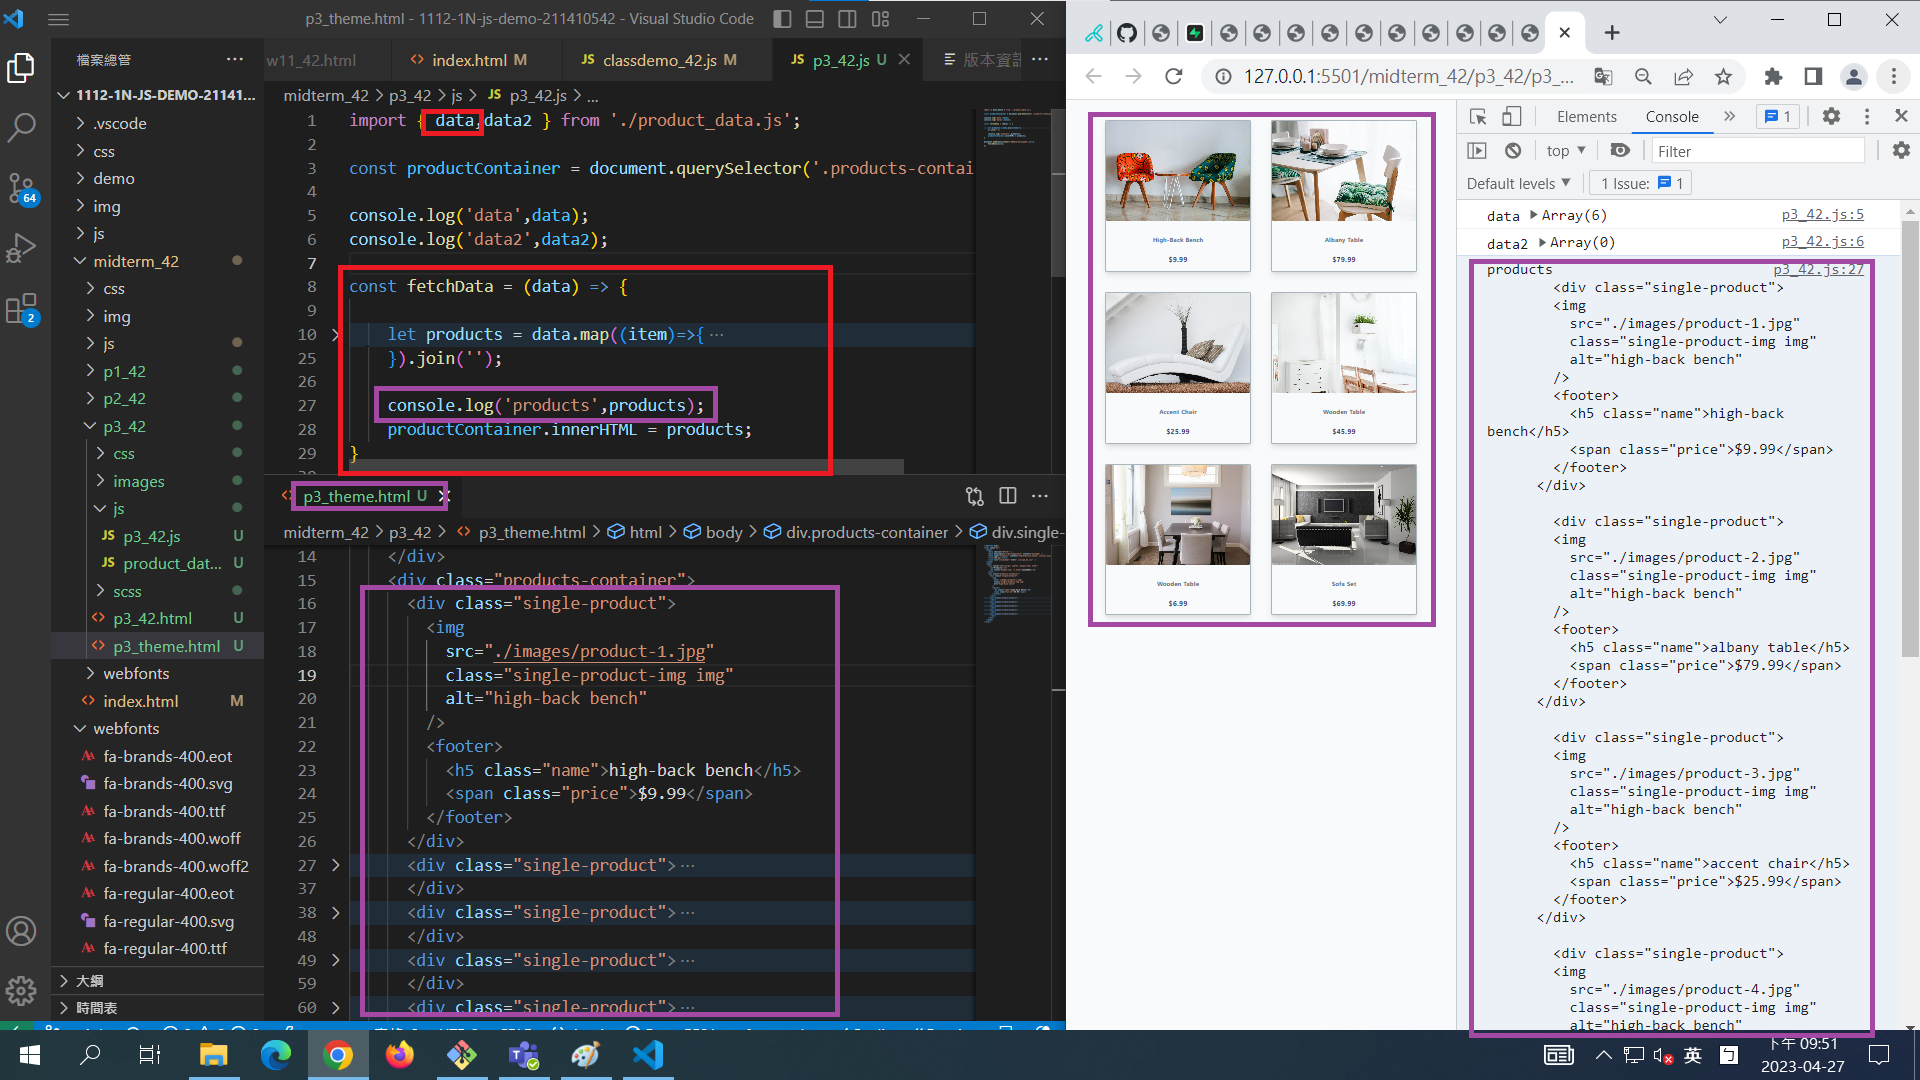 p3_theme.html - 1112-1N-js-demo-211410542 - Visual Studio Code
檔案總管
1112-1N-JS-DEMO-21141...
.vscode
css
demo
img
js
midterm_42
css
img
js
p1_42
p2_42
p3_42
css
images
js
JS p3_42.js U
JS product_dat... U
scss
p3_42.html U
p3_theme.html U
webfonts
index.html M
webfonts
fa-brands-400.eot
fa-brands-400.svg
fa-brands-400.ttf
fa-brands-400.woff
fa-brands-400.woff2
fa-regular-400.eot
fa-regular-400.svg
fa-regular-400.ttf
大綱
時間表
64
2
w11_42.html
index.html M
JS classdemo_42.js M
JS p3_42.js U
版本資訊
midterm_42 > p3_42 > js > JS p3_42.js > ...
1 import { data,data2 } from './product_data.js';
2
3 const productContainer = document.querySelector('.products-contai
4
5 console.log('data',data);
6 console.log('data2',data2);
7
8 const fetchData = (data) => {
9
10 let products = data.map((item)=>{ ...
25 }).join('');
26
27 console.log('products',products);
28 productContainer.innerHTML = products;
29 }
p3_theme.html U
midterm_42 > p3_42 > p3_theme.html > html > body > div.products-container > div.single-
14 </div>
15 <div class="products-container">
16 <div class="single-product">
17 <img
18 src="./images/product-1.jpg"
19 class="single-product-img img"
20 alt="high-back bench"
21 />
22 <footer>
23 <h5 class="name">high-back bench</h5>
24 <span class="price">$9.99</span>
25 </footer>
26 </div>
27 <div class="single-product"> ...
37 </div>
38 <div class="single-product"> ...
48 </div>
49 <div class="single-product"> ...
59 </div>
60 <div class="single-product"> ...
127.0.0.1:5501/midterm_42/p3_42/p3_...
High-Back Bench
$9.99
Albany Table
$79.99
Accent Chair
$25.99
Wooden Table
$45.99
Wooden Table
$6.99
Sofa Set
$69.99
Elements
Console
1
top
Filter
Default levels
1 Issue: 1
data Array(6) p3_42.js:5
data2 Array(0) p3_42.js:6
products p3_42.js:27
<div class="single-product">
<img
src="./images/product-1.jpg"
class="single-product-img img"
alt="high-back bench"
/>
<footer>
<h5 class="name">high-back
bench</h5>
<span class="price">$9.99</span>
</footer>
</div>
<div class="single-product">
<img
src="./images/product-2.jpg"
class="single-product-img img"
alt="high-back bench"
/>
<footer>
<h5 class="name">albany table</h5>
<span class="price">$79.99</span>
</footer>
</div>
<div class="single-product">
<img
src="./images/product-3.jpg"
class="single-product-img img"
alt="high-back bench"
/>
<footer>
<h5 class="name">accent chair</h5>
<span class="price">$25.99</span>
</footer>
</div>
<div class="single-product">
<img
src="./images/product-4.jpg"
class="single-product-img img"
alt="high-back bench"
英
下午 09:51
2023-04-27